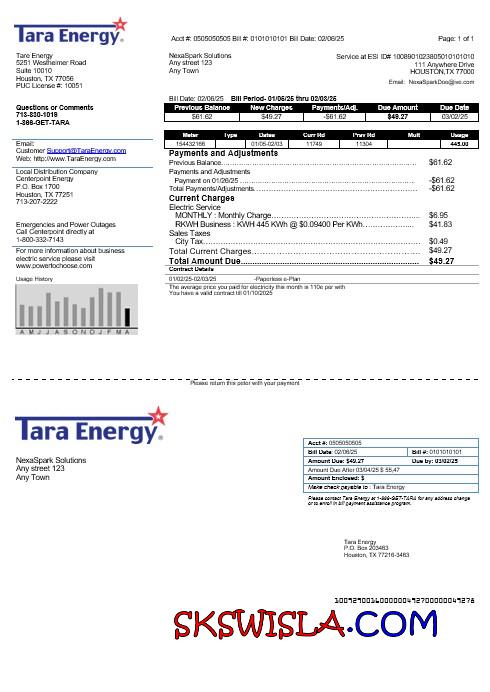 Tara Energy®
Acct #: 0505050505 Bill #: 0101010101 Bill Date: 02/06/25
Page: 1 of 1
Tare Energy
5251 Westheimer Road
Suite 10010
Houston, TX 77056
PUC License #: 10051
NexaSpark Solutions
Any street 123
Any Town
Service at ESI ID# 1008901023805010101010
111 Anywhere Drive
HOUSTON,TX 77000
Email: NexaSparkDoo@ive.com
Questions or Comments
713-830-1018
1-866-GET-TARA
Bill Date: 02/06/25 Bill Period- 01/06/25 thru 02/03/25
Previous Balance New Charges Payments/Adj. Due Amount Due Date
$61.62 $49.27 -$61.62 $49.27 03/02/25
Meter Type Dates Curr Rd Prev Rd Mult Usage
154432166 01/05-02/03 11749 11304 445.00
Email:
Customer Support@TaraEnergy.com
Web: http://www.TaraEnergy.com
Local Distribution Company
Centerpoint Energy
P.O. Box 1700
Houston, TX 77251
713-207-2222
Emergencies and Power Outages
Call Centerpoint directly at
1-800-332-7143
For more information about business
electric service please visit
www.powertochoose.com
Usage History
A M J J A S O N D J F M A
Payments and Adjustments
Previous Balance $61.62
Payments and Adjustments
Payment on 01/26/25 -$61.62
Total Payments/Adjustments -$61.62
Current Charges
Electric Service
MONTHLY : Monthly Charge $6.95
RKWH Business : KWH 445 KWH @ $0.09400 Per KWh $41.83
Sales Taxes
City Tax $0.49
Total Current Charges $49.27
Total Amount Due $49.27
Contract Details
01/02/25-02/03/25 -Paperless e-Plan
The average price you paid for electricity this month is 110¢ per with
You have a valid contract till 01/10/2025
Please return this peter with your payment
Tara Energy®
NexaSpark Solutions
Any street 123
Any Town
Acct #: 0505050505
Bill Date: 02/06/25 Bill #: 0101010101
Amount Due: $49.27 Due by: 03/02/25
Amount Due After 03/04/25 $ 55,47
Amount Enclosed: $
Make check payable to : Tara Energy
Please contact Tara Energy at 1-866-GET-TARA for any address change
or to enroll in bill payment assistance program.
Tara Energy
P.O. Box 203463
Houston, TX 77216-3463
SKSWISLA.COM